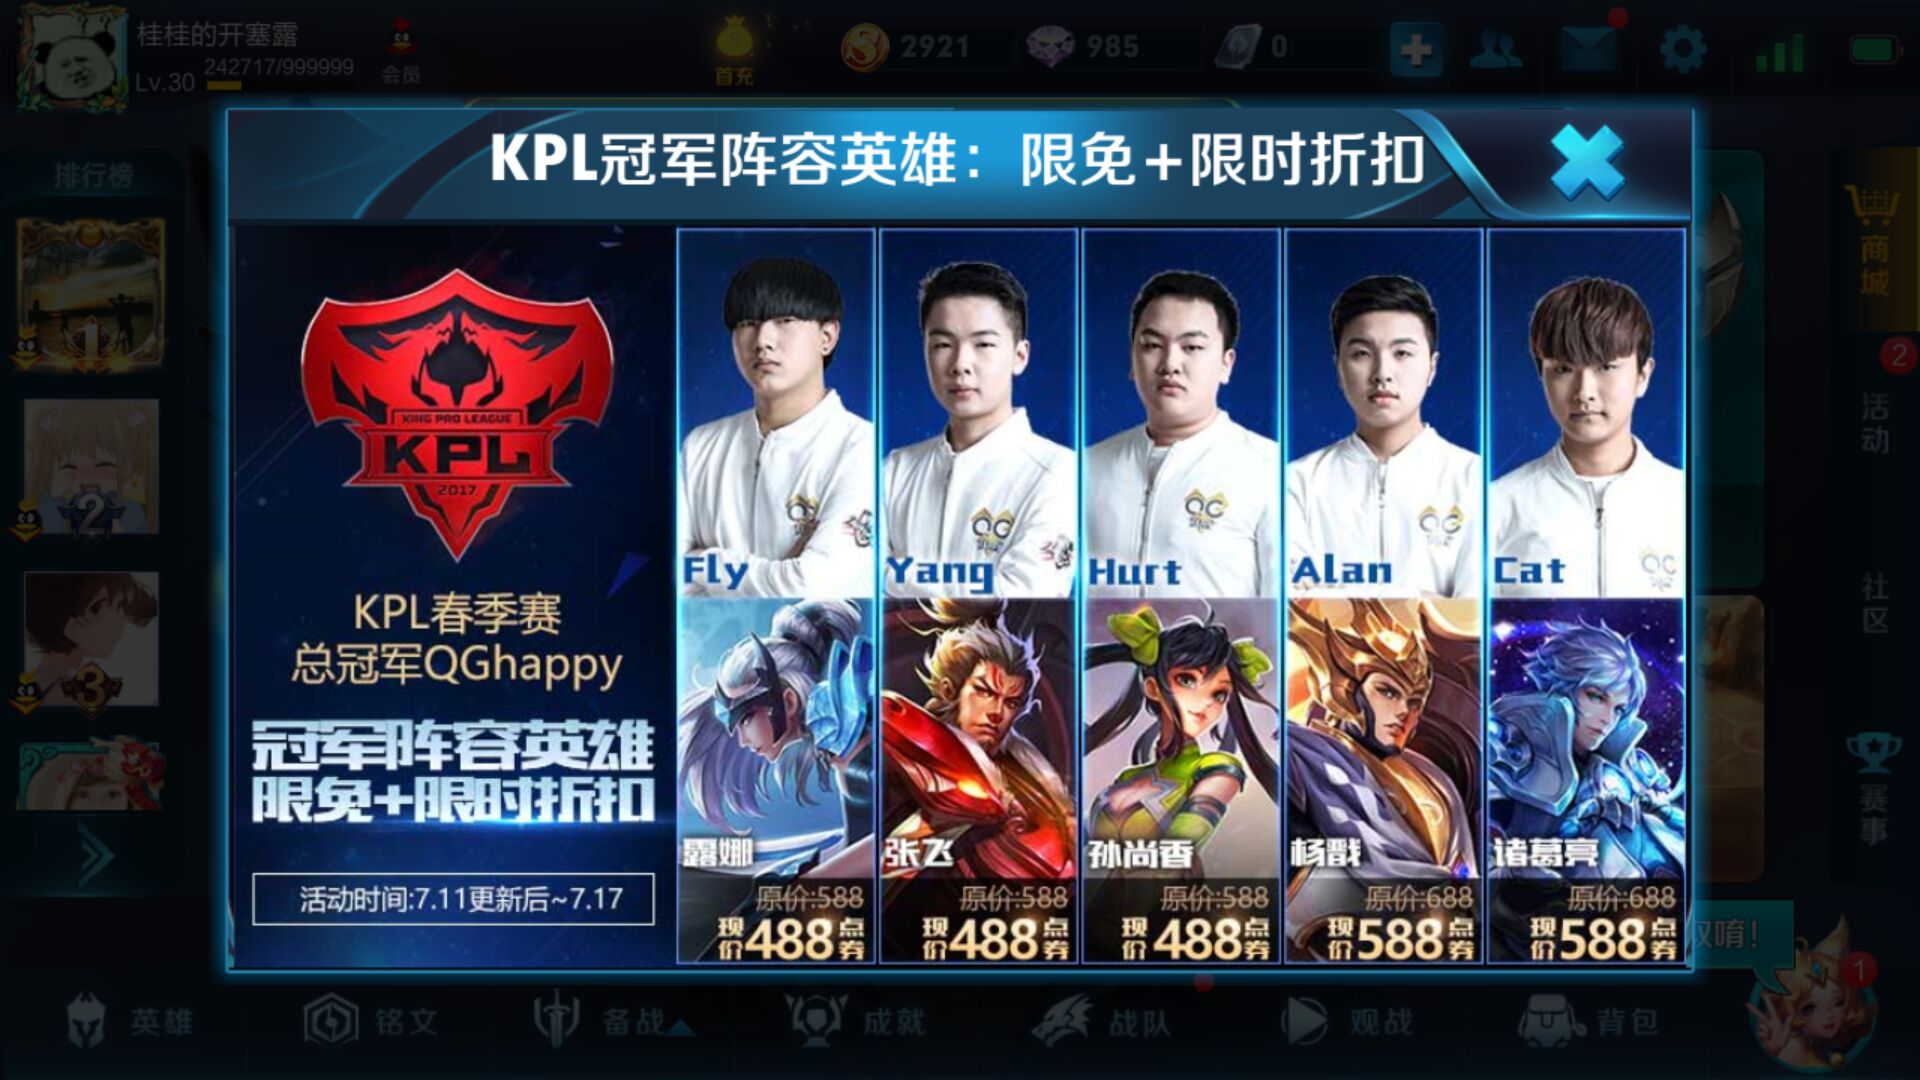 桂桂的开塞露
Lv.30
242717/999999
会员
首充
2921
985
0
KPL冠军阵容英雄：限免+限时折扣
排行榜
1
2
3
KING PRO LEAGUE
KPL
2017
KPL春季赛
总冠军QGhappy
冠军阵容英雄
限免+限时折扣
活动时间:7.11更新后~7.17
Fly
露娜
原价:588
现价488点券
Yang
张飞
原价:588
现价488点券
Hurt
孙尚香
原价:588
现价488点券
Alan
杨戬
原价:688
现价588点券
Cat
诸葛亮
原价:688
现价588点券
商城
2
活动
社区
赛事
唷！
1
英雄
铭文
备战
成就
战队
观战
背包